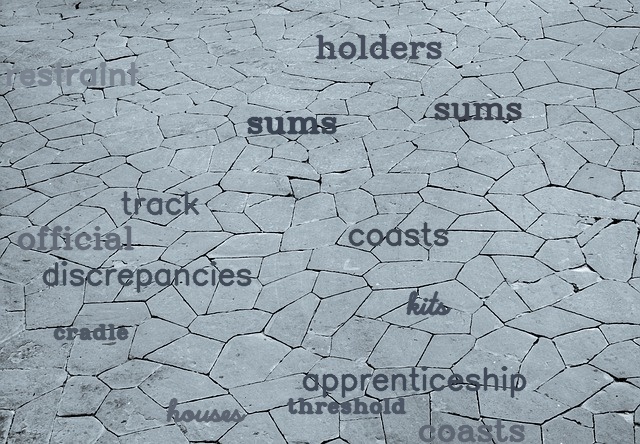 holders
restraint
sums
sums
track
coasts
official
discrepancies
kits
cradle
apprenticeship
threshold
houses
coasts